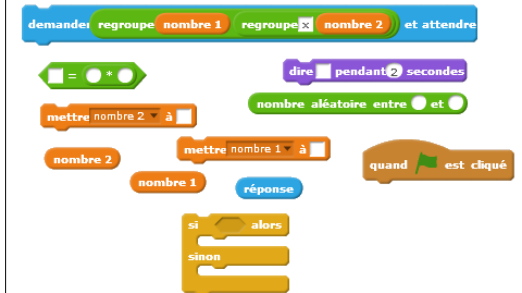 demander regroupe nombre 1 regroupe x nombre 2 et attendre
= *
dire pendant 2 secondes
nombre aléatoire entre et
mettre nombre 2 à
mettre nombre 1 à
nombre 2
quand est cliqué
nombre 1
réponse
si alors
sinon